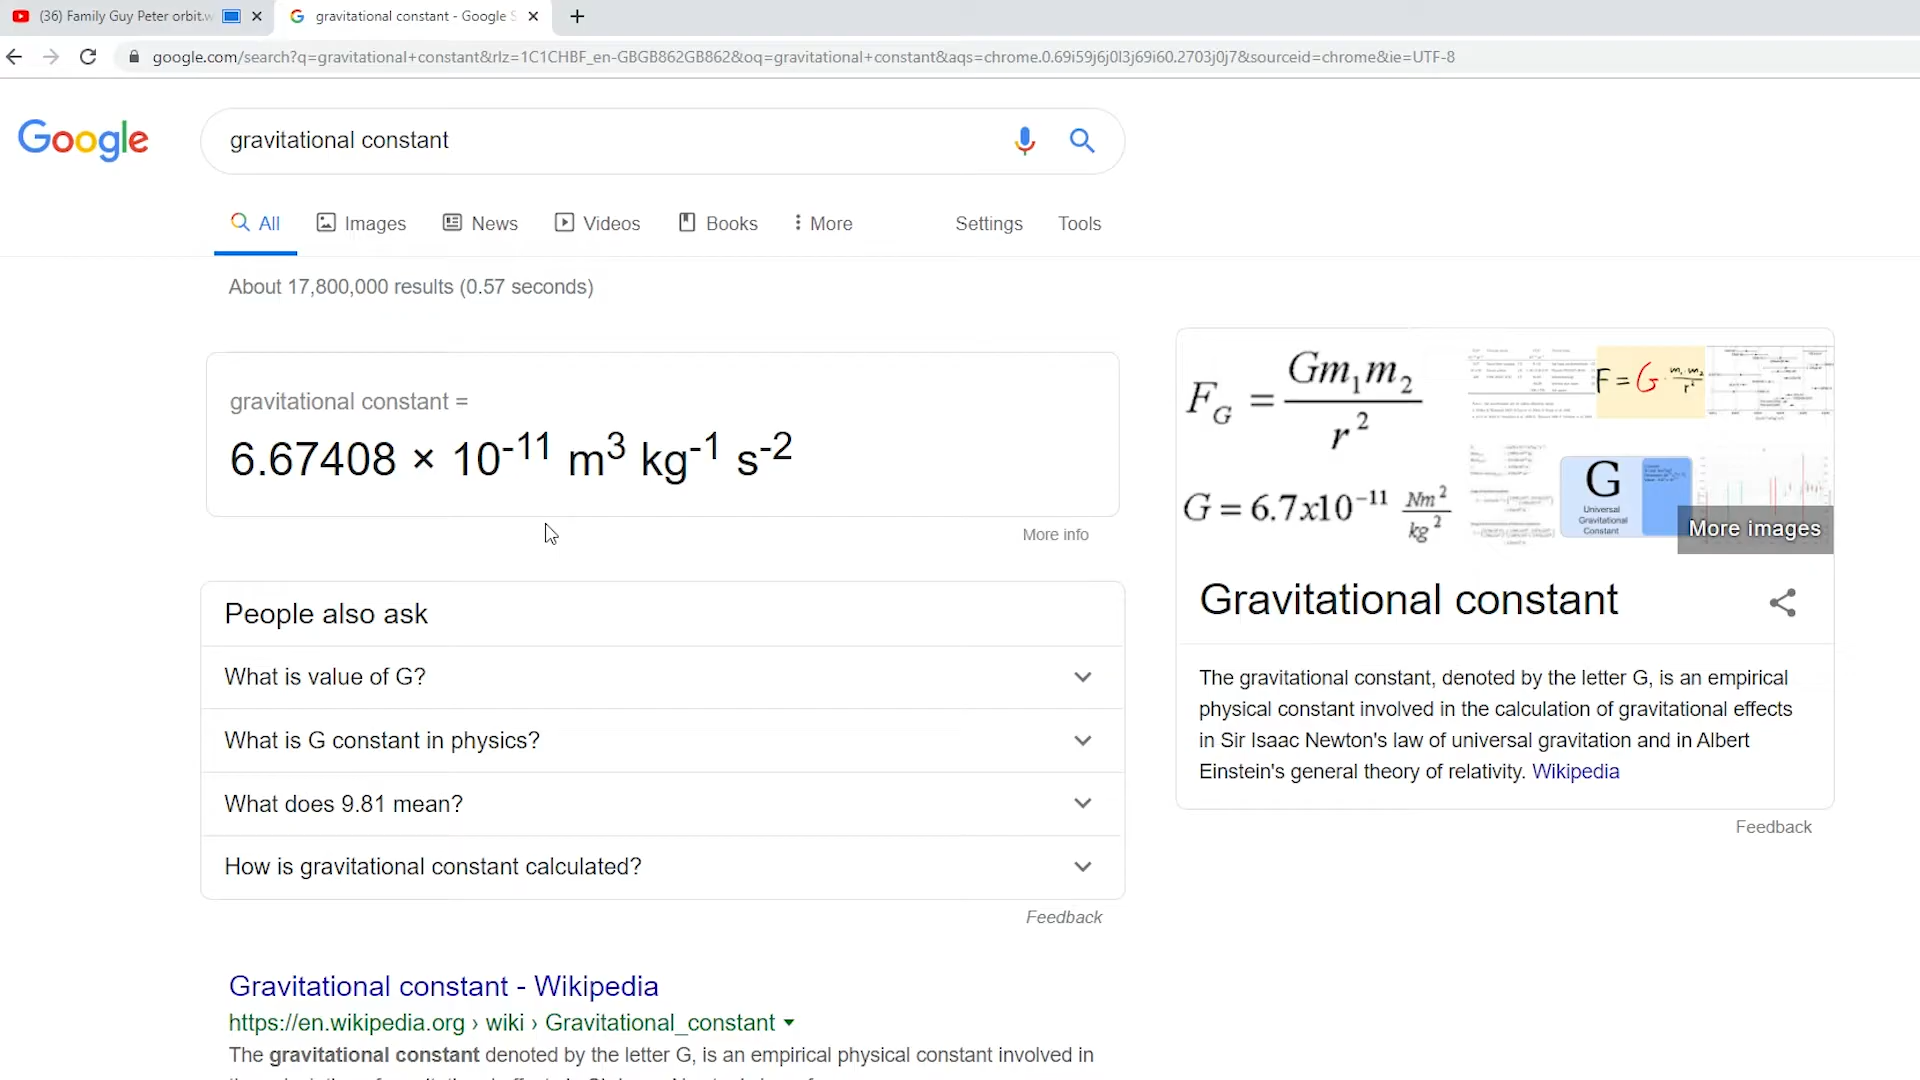 (36) Family Guy Peter orbit.w
gravitational constant - Google S
google.com/search?q=gravitational+constant&rlz=1C1CHBF_en-GBGB862GB862&oq=gravitational+constant&aqs=chrome.0.69i59j6j0l3j69i60.2703j0j7&sourceid=chrome&ie=UTF-8
Google
gravitational constant
All Images News Videos Books More Settings Tools
About 17,800,000 results (0.57 seconds)
gravitational constant =
6.67408 × 10⁻¹¹ m³ kg⁻¹ s⁻²
More info
People also ask
What is value of G?
What is G constant in physics?
What does 9.81 mean?
How is gravitational constant calculated?
Feedback
Gravitational constant - Wikipedia
https://en.wikipedia.org › wiki › Gravitational_constant
The gravitational constant denoted by the letter G, is an empirical physical constant involved in
F_G = Gm₁m₂ / r²
G = 6.7x10⁻¹¹ Nm² / kg²
F = G m₁ m₂ / r²
G
Universal
Gravitational
Constant
More images
Gravitational constant
The gravitational constant, denoted by the letter G, is an empirical
physical constant involved in the calculation of gravitational effects
in Sir Isaac Newton's law of universal gravitation and in Albert
Einstein's general theory of relativity. Wikipedia
Feedback